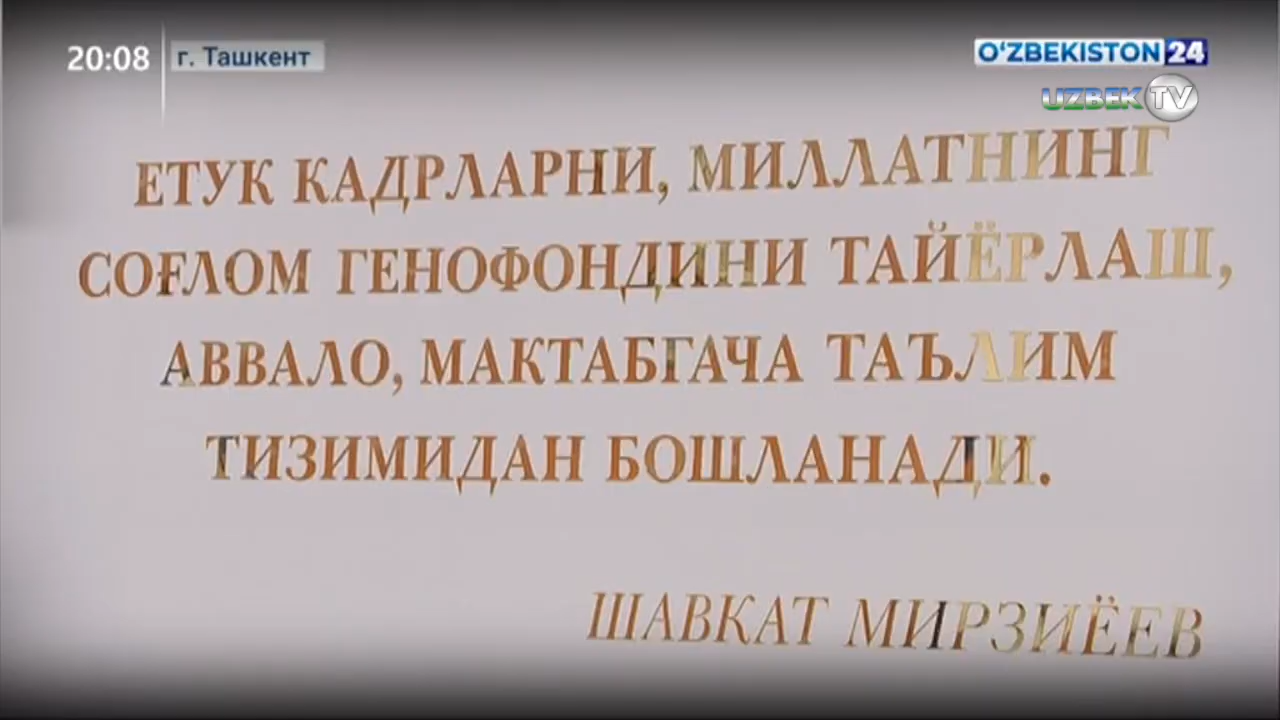 20:08 г. Ташкент O‘ZBEKISTON 24
UZBEK TV
ЕТУК КАДРЛАРНИ, МИЛЛАТНИНГ
СОҒЛОМ ГЕНОФОНДИНИ ТАЙЁРЛАШ,
АВВАЛО, МАКТАБГАЧА ТАЪЛИМ
ТИЗИМИДАН БОШЛАНАДИ.
ШАВКАТ МИРЗИЁЕВ